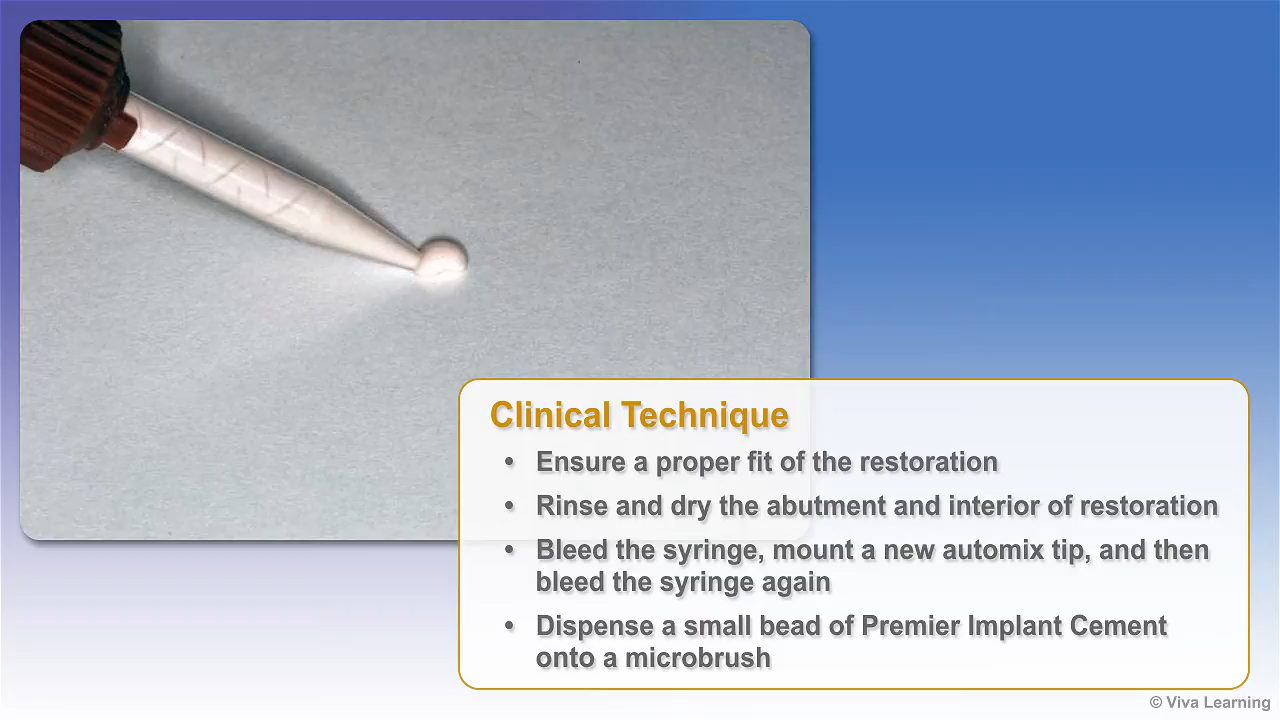 Clinical Technique
• Ensure a proper fit of the restoration
• Rinse and dry the abutment and interior of restoration
• Bleed the syringe, mount a new automix tip, and then
bleed the syringe again
• Dispense a small bead of Premier Implant Cement
onto a microbrush
© Viva Learning